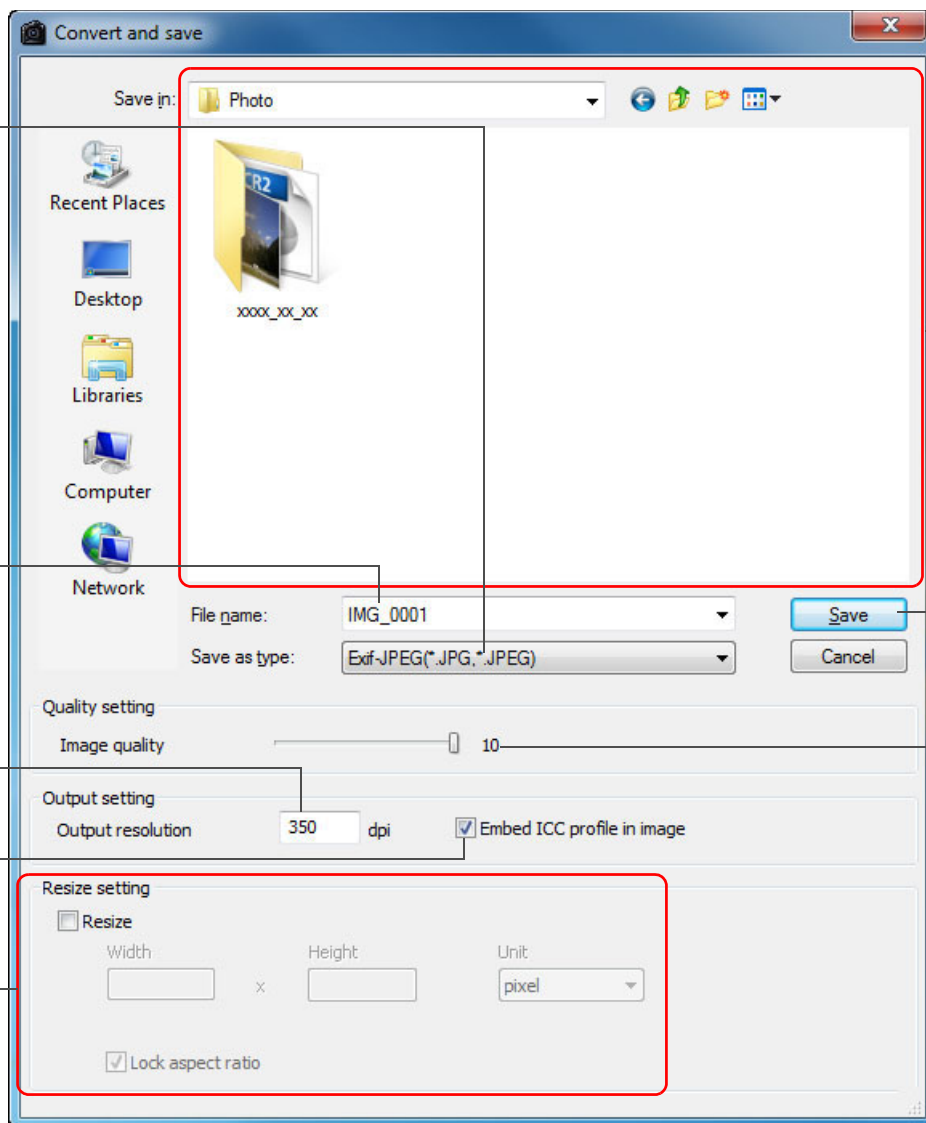 Convert and save
Save in: Photo
CR2
Recent Places
Desktop
xxxx_xx_xx
Libraries
Computer
Network
File name: IMG_0001 Save
Save as type: Exif-JPEG(*.JPG,*.JPEG) Cancel
Quality setting
Image quality 10
Output setting
Output resolution 350 dpi Embed ICC profile in image
Resize setting
Resize
Width Height Unit
x pixel
Lock aspect ratio